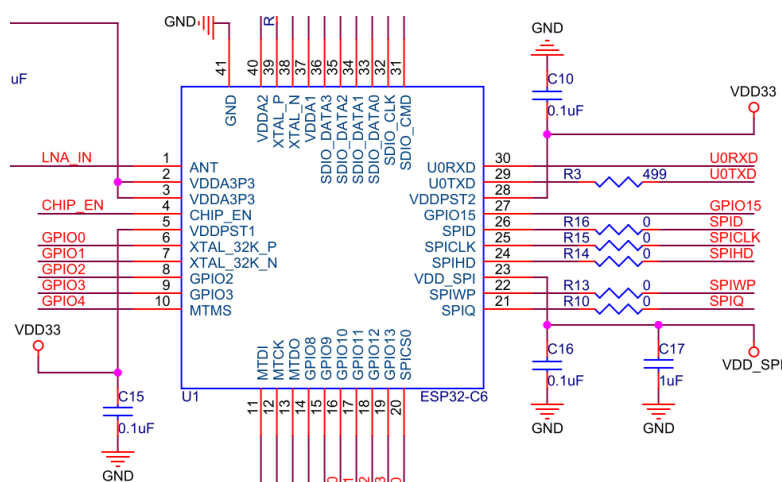 GND
R
uF
41
40
39
38
37
36
35
34
33
32
31
GND
VDDA2
XTAL_P
XTAL_N
VDDA1
SDIO_DATA3
SDIO_DATA2
SDIO_DATA1
SDIO_DATA0
SDIO_CLK
SDIO_CMD
GND
C10
0.1uF
VDD33
LNA_IN 1 ANT
2 VDDA3P3
3 VDDA3P3
CHIP_EN 4 CHIP_EN
5 VDDPST1
GPIO0 6 XTAL_32K_P
GPIO1 7 XTAL_32K_N
GPIO2 8 GPIO2
GPIO3 9 GPIO3
GPIO4 10 MTMS
U0RXD 30 U0RXD
U0TXD 29 R3 499 U0TXD
VDDPST2 28
GPIO15 27 GPIO15
SPID 26 R16 0 SPID
SPICLK 25 R15 0 SPICLK
SPIHD 24 R14 0 SPIHD
VDD_SPI 23
SPIWP 22 R13 0 SPIWP
SPIQ 21 R10 0 SPIQ
VDD33
C15
0.1uF
GND
MTDI
MTCK
MTDO
GPIO8
GPIO9
GPIO10
GPIO11
GPIO12
GPIO13
SPICS0
U1
ESP32-C6
11
12
13
14
15
16
17
18
19
20
C16
0.1uF
GND
C17
1uF
GND
VDD_SPI
0
1
2
3
0